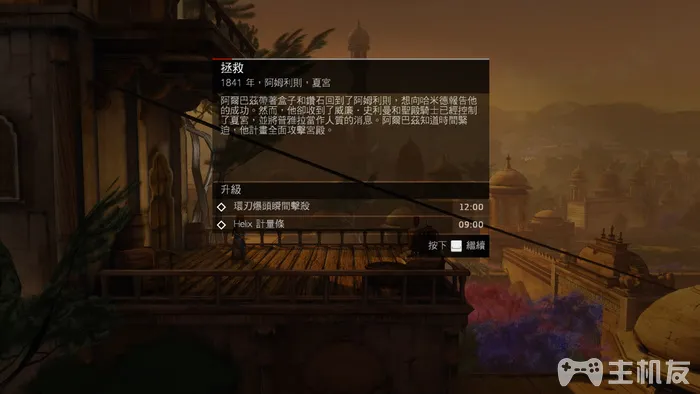 拯救
1841 年，阿姆利則，夏宮
阿爾巴茲帶著盒子和鑽石回到了阿姆利則，想向哈米德報告他
的成功。然而，他卻收到了威廉．史利曼和聖殿騎士已經控制
了夏宮，並將普雅拉當作人質的消息。阿爾巴茲知道時間緊
迫，他計畫全面攻擊宮殿。
升級
環刃爆頭瞬間擊殺 12:00
Helix 計量條 09:00
按下 繼續
主机友